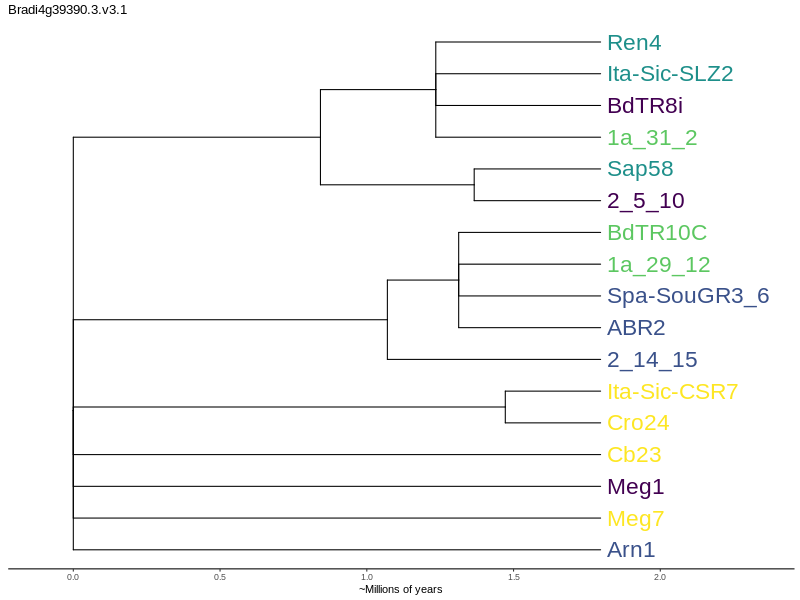 Bradi4g39390.3.v3.1
Ren4
Ita-Sic-SLZ2
BdTR8i
1a_31_2
Sap58
2_5_10
BdTR10C
1a_29_12
Spa-SouGR3_6
ABR2
2_14_15
Ita-Sic-CSR7
Cro24
Cb23
Meg1
Meg7
Arn1
0.0 0.5 1.0 1.5 2.0
~Millions of years